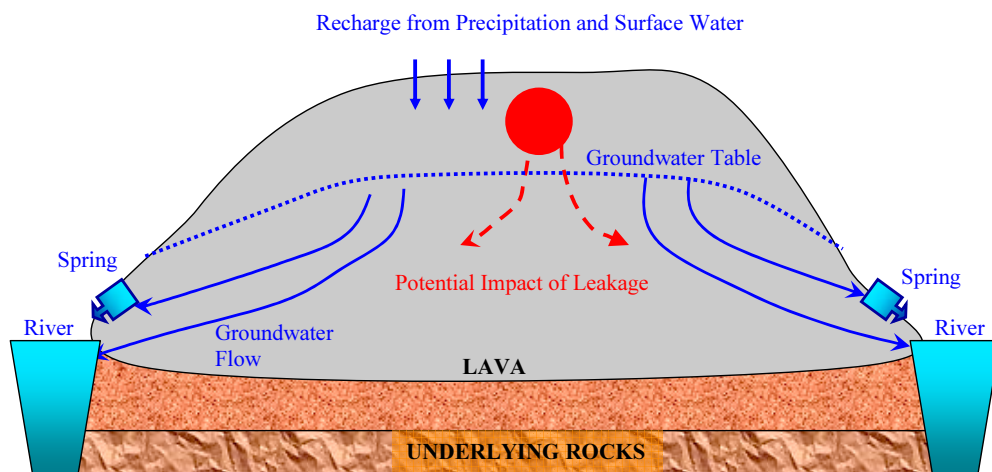 Recharge from Precipitation and Surface Water
Groundwater Table
Spring
Potential Impact of Leakage
Spring
River
Groundwater
Flow
River
LAVA
UNDERLYING ROCKS